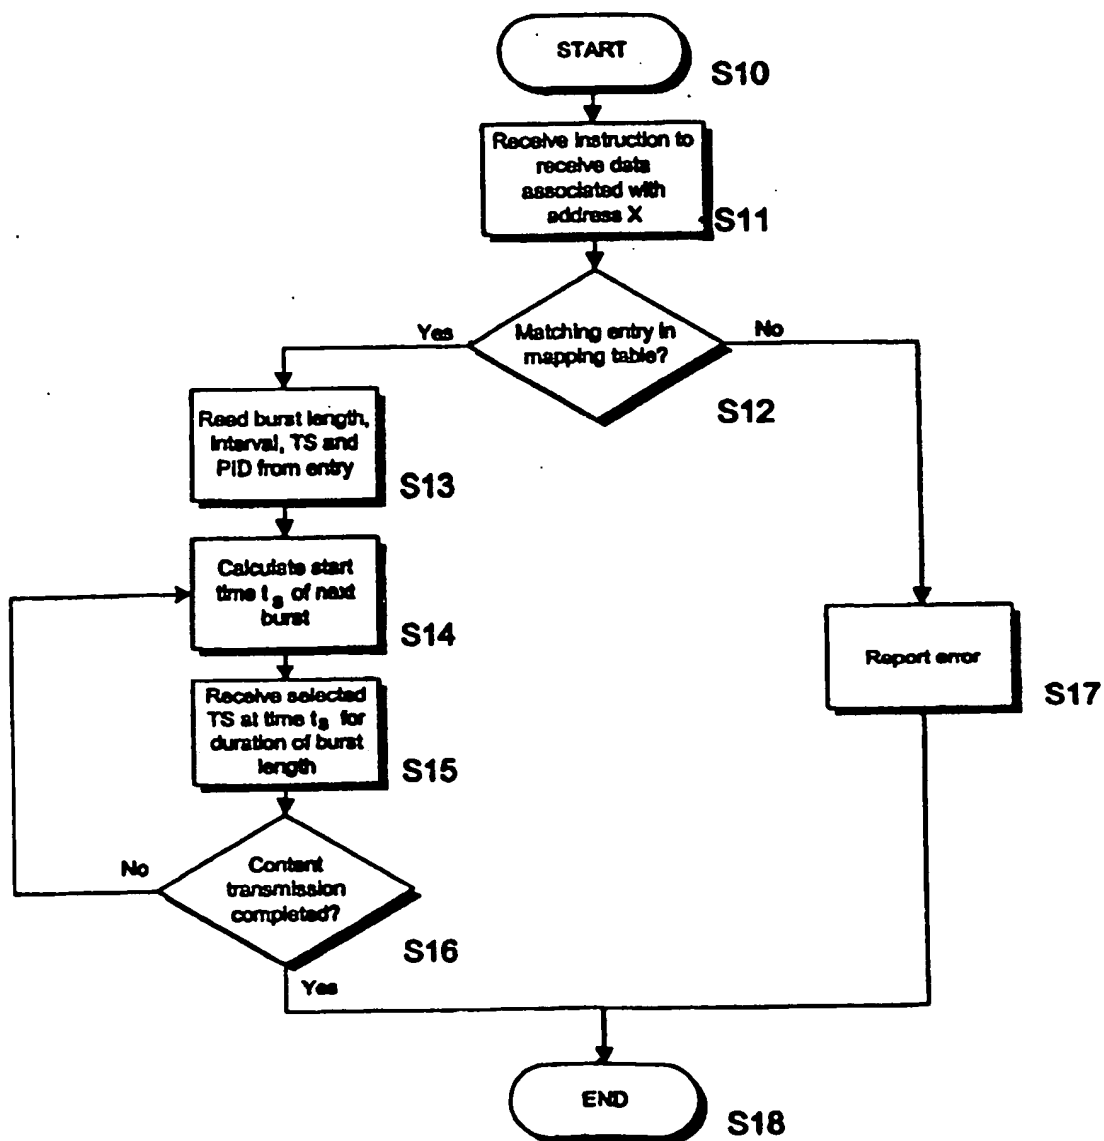 START
S10
Receive instruction to
receive data
associated with
address X
S11
Matching entry in
mapping table?
Yes
No
S12
Read burst length,
interval, TS and
PID from entry
S13
Calculate start
time t s of next
burst
S14
Receive selected
TS at time t s for
duration of burst
length
S15
Content
transmission
completed?
No
S16
Yes
Report error
S17
END
S18